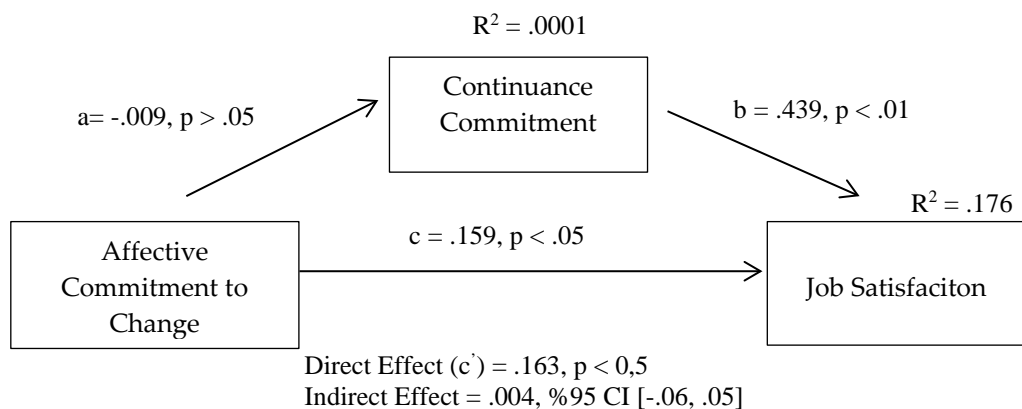 R² = .0001
Continuance
Commitment
a= -.009, p > .05
b = .439, p < .01
R² = .176
Affective
Commitment to
Change
c = .159, p < .05
Job Satisfaciton
Direct Effect (c’) = .163, p < 0,5
Indirect Effect = .004, %95 CI [-.06, .05]